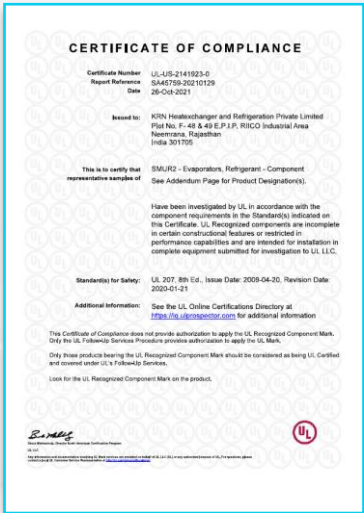 CERTIFICATE OF COMPLIANCE
Certificate Number UL-US-2141923-0
Report Reference SA45759-20210129
Date 26-Oct-2021
Issued to: KRN Heatexchanger and Refrigeration Private Limited
Plot No. F- 48 & 49 E.P.I.P, RIICO Industrial Area
Neemrana, Rajasthan
India 301705
This is to certify that SMUR2 - Evaporators, Refrigerant - Component
representative samples of See Addendum Page for Product Designation(s).
Have been investigated by UL in accordance with the
component requirements in the Standard(s) indicated on
this Certificate. UL Recognized components are incomplete
in certain constructional features or restricted in
performance capabilities and are intended for installation in
complete equipment submitted for investigation to UL LLC.
Standard(s) for Safety: UL 207, 8th Ed., Issue Date: 2009-04-20, Revision Date:
2020-01-21
Additional Information: See the UL Online Certifications Directory at
https://iq.ulprospector.com for additional information
This Certificate of Compliance does not provide authorization to apply the UL Recognized Component Mark.
Only the UL Follow-Up Services Procedure provides authorization to apply the UL Mark.
Only those products bearing the UL Recognized Component Mark should be considered as being UL Certified
and covered under UL's Follow-Up Services.
Look for the UL Recognized Component Mark on the product.
UL